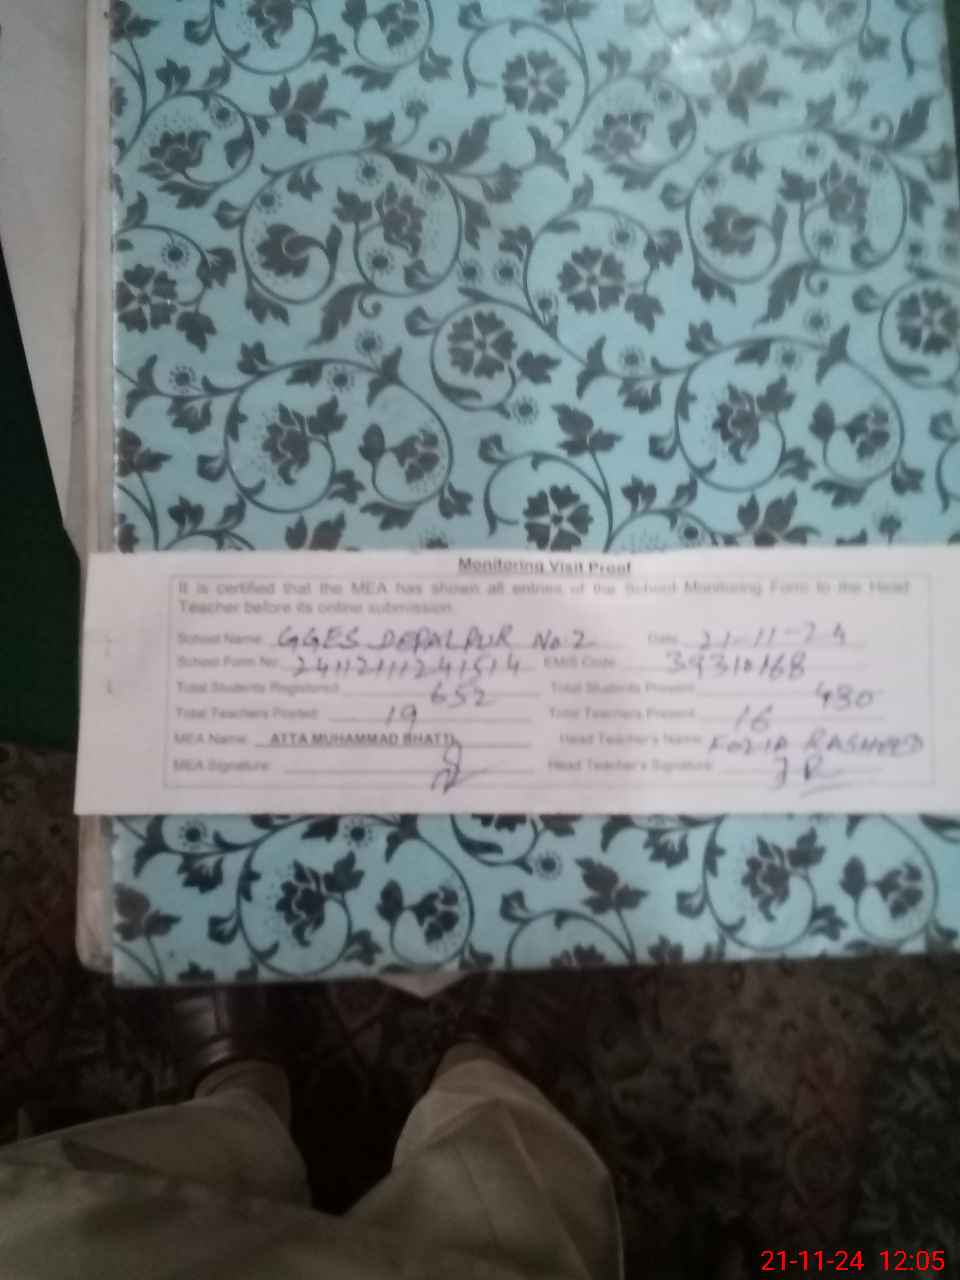 Monitoring Visit Proof
It is certified that the MEA has shown all entries of the School Monitoring Form to the Head
Teacher before its online submission.
School Name: GGES DEPALPUR No 2 Date 21-11-24
School Form No EMIS Code: 39310168
Total Students Registered: 652 Total Students Present: 480
Total Teachers Posted: 19 Total Teachers Present: 16
MEA Name: ATTA MUHAMMAD BHATTI Head Teacher's Name: FOZIA RASHEED
MEA Signature: Head Teacher's Signature: FR
21-11-24 12:05